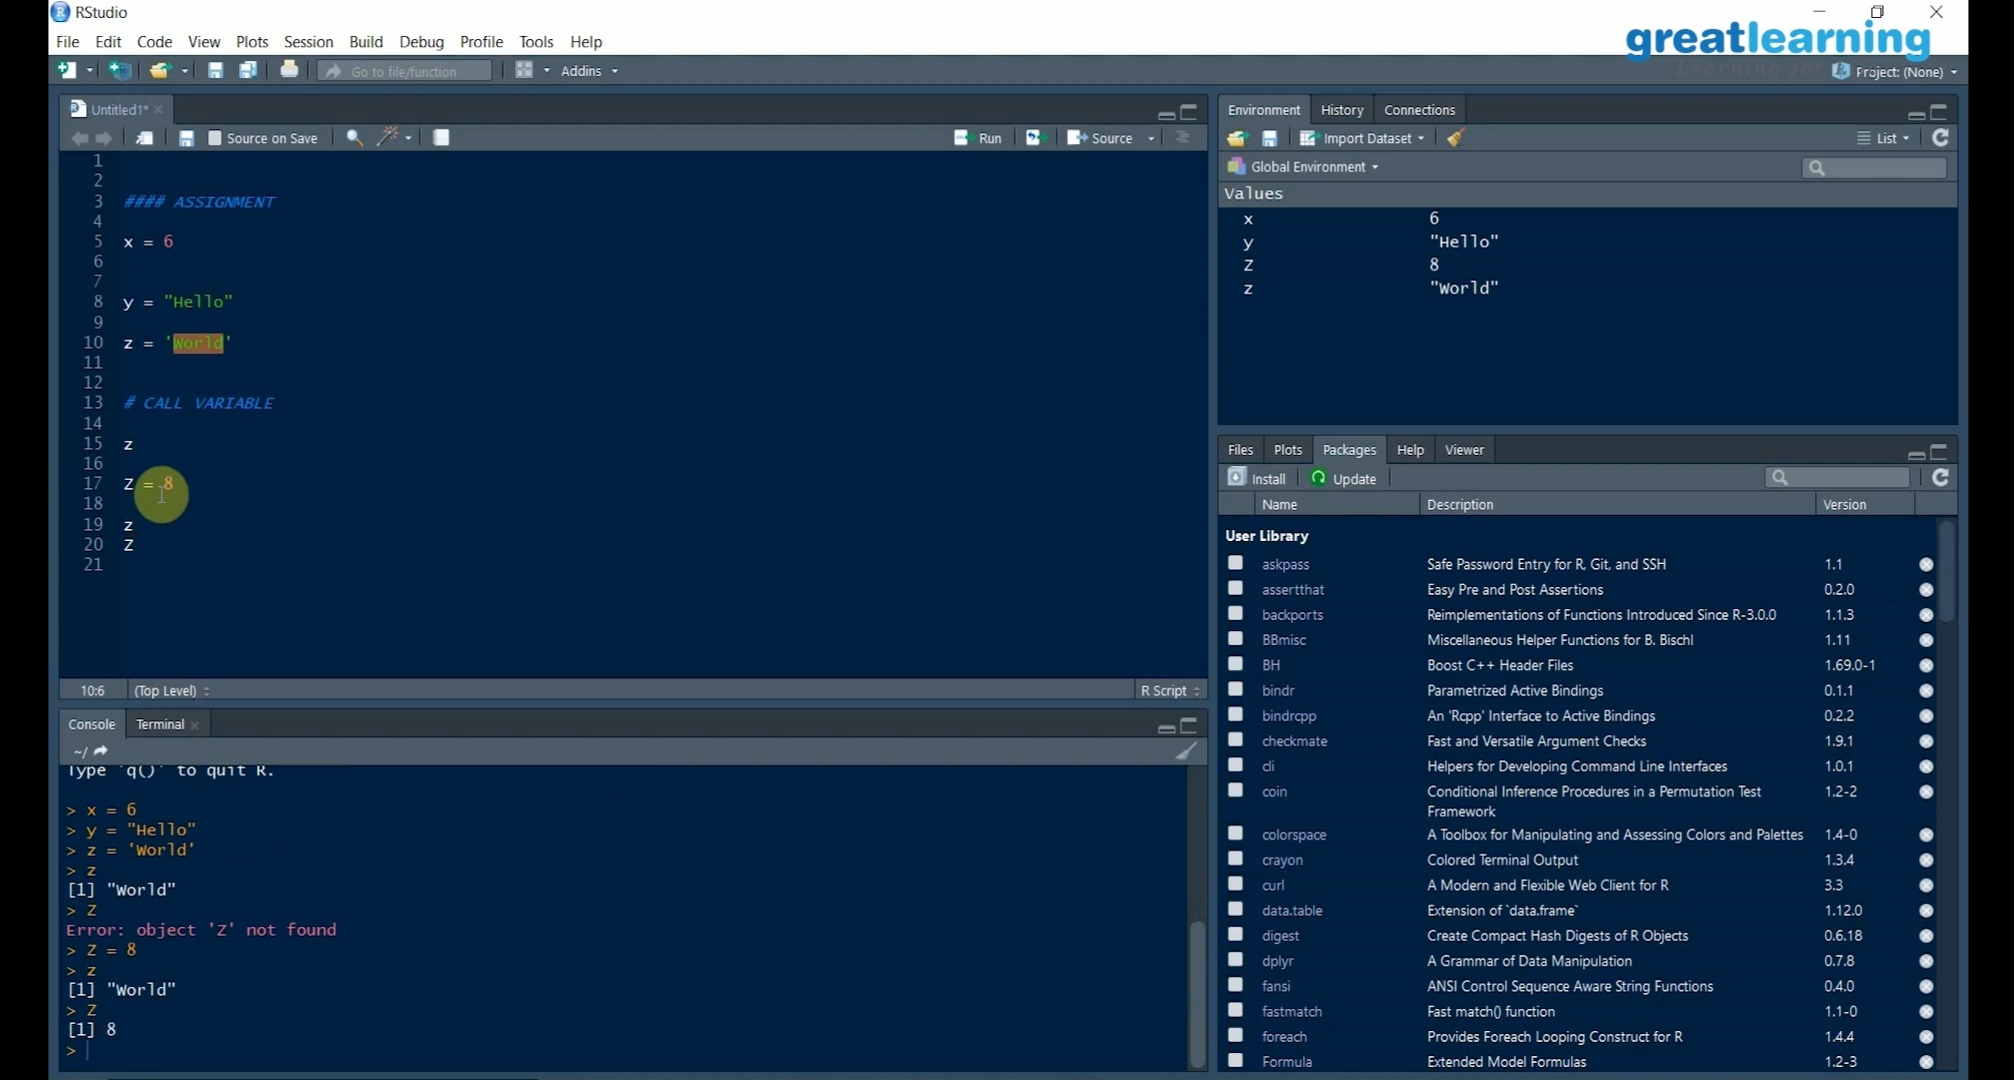 RStudio
File Edit Code View Plots Session Build Debug Profile Tools Help
greatlearning
Learning for
Go to file/function
Addins
Project: (None)
Untitled1*
Source on Save
Run
Source
1
2
3 #### ASSIGNMENT
4
5 x = 6
6
7
8 y = "Hello"
9
10 z = 'World'
11
12
13 # CALL VARIABLE
14
15 z
16
17 Z = 8
18
19 z
20 Z
21
10:6 (Top Level) R Script
Console Terminal
~/
Type 'q()' to quit R.
> x = 6
> y = "Hello"
> z = 'World'
> z
[1] "World"
> Z
Error: object 'Z' not found
> Z = 8
> z
[1] "World"
> Z
[1] 8
>
Environment History Connections
Import Dataset List
Global Environment
Values
x 6
y "Hello"
Z 8
z "World"
Files Plots Packages Help Viewer
Install Update
Name Description Version
User Library
askpass Safe Password Entry for R, Git, and SSH 1.1
assertthat Easy Pre and Post Assertions 0.2.0
backports Reimplementations of Functions Introduced Since R-3.0.0 1.1.3
BBmisc Miscellaneous Helper Functions for B. Bischl 1.11
BH Boost C++ Header Files 1.69.0-1
bindr Parametrized Active Bindings 0.1.1
bindrcpp An 'Rcpp' Interface to Active Bindings 0.2.2
checkmate Fast and Versatile Argument Checks 1.9.1
cli Helpers for Developing Command Line Interfaces 1.0.1
coin Conditional Inference Procedures in a Permutation Test 1.2-2
Framework
colorspace A Toolbox for Manipulating and Assessing Colors and Palettes 1.4-0
crayon Colored Terminal Output 1.3.4
curl A Modern and Flexible Web Client for R 3.3
data.table Extension of `data.frame` 1.12.0
digest Create Compact Hash Digests of R Objects 0.6.18
dplyr A Grammar of Data Manipulation 0.7.8
fansi ANSI Control Sequence Aware String Functions 0.4.0
fastmatch Fast match() function 1.1-0
foreach Provides Foreach Looping Construct for R 1.4.4
Formula Extended Model Formulas 1.2-3